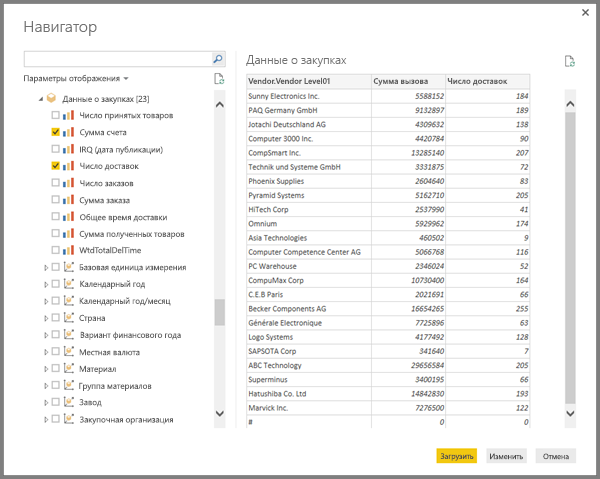 Навигатор
Параметры отображения
Данные о закупках [23]
Число принятых товаров
Сумма счета
IRQ (дата публикации)
Число доставок
Число заказов
Сумма заказа
Общее время доставки
Сумма полученных товаров
WtdTotalDelTime
Базовая единица измерения
Календарный год
Календарный год/месяц
Страна
Вариант финансового года
Местная валюта
Материал
Группа материалов
Завод
Закупочная организация
Данные о закупках
Vendor.Vendor Level01 Сумма вызова Число доставок
Sunny Electronics Inc. 5588152 184
PAQ Germany GmbH 9132897 189
Jotachi Deutschland AG 4309632 138
Computer 3000 Inc. 4420784 90
CompSmart Inc. 13285140 207
Technik und Systeme GmbH 3331875 72
Phoenix Supplies 2604640 83
Pyramid Systems 5162710 205
HiTech Corp 2537990 41
Omnium 5929962 174
Asia Technologies 460502 9
Computer Competence Center AG 5066768 116
PC Warehouse 2346024 52
CompuMax Corp 10730400 164
C.E.B Paris 2021691 66
Becker Components AG 16654265 255
Générale Electronique 7725896 63
Logo Systems 4177492 128
SAPSOTA Corp 341640 7
ABC Technology 29656584 205
Superminus 3400195 66
Hatushiba Co. Ltd 14842830 193
Marvick Inc. 7276500 122
# 0 0
Загрузить Изменить Отмена